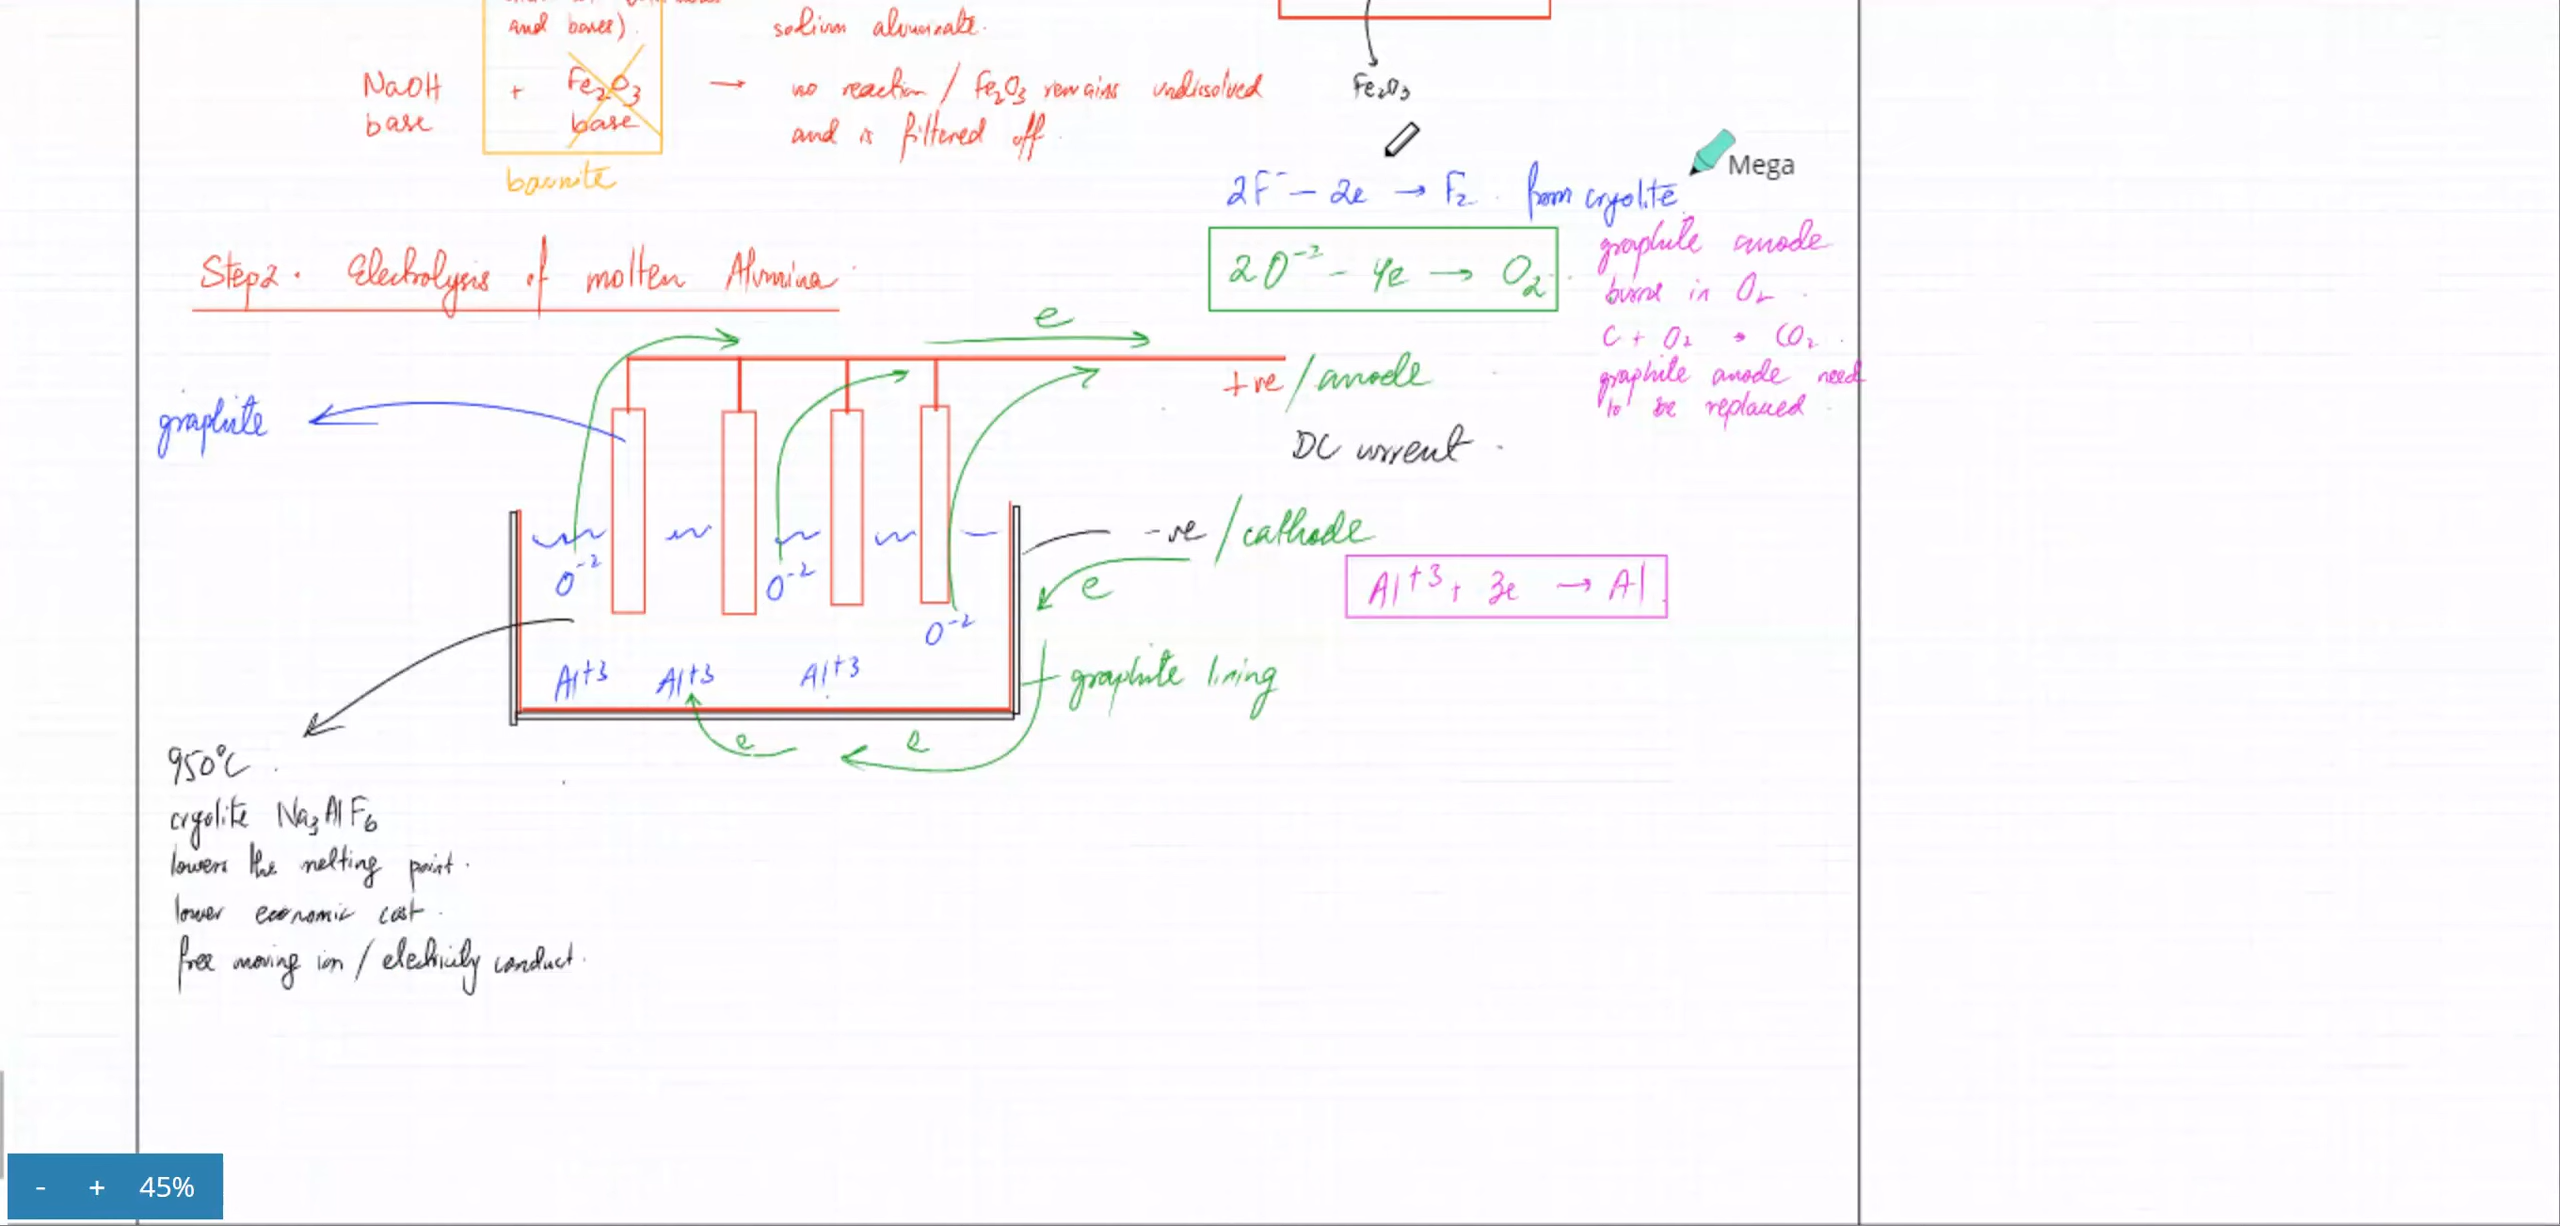 and bases).
sodium aluminate.
NaOH + Fe₂O₃ → no reaction / Fe₂O₃ remains undissolved
base base and is filtered off.
bauxite
Fe₂O₃
Mega
2F⁻ - 2e → F₂. from cryolite
2O⁻² - 4e → O₂.
graphite anode
burns in O₂.
C + O₂ → CO₂.
graphite anode need
to be replaced.
Step 2. Electrolysis of molten Alumina.
e
+ve / anode
graphite
DC current.
-ve / cathode
e
Al⁺³ + 3e → Al.
O⁻² O⁻² O⁻²
Al⁺³ Al⁺³ Al⁺³
graphite lining
e e
950°C.
cryolite Na₃AlF₆
lowers the melting point.
lower economic cost.
free moving ion / electricity conduct.
- + 45%